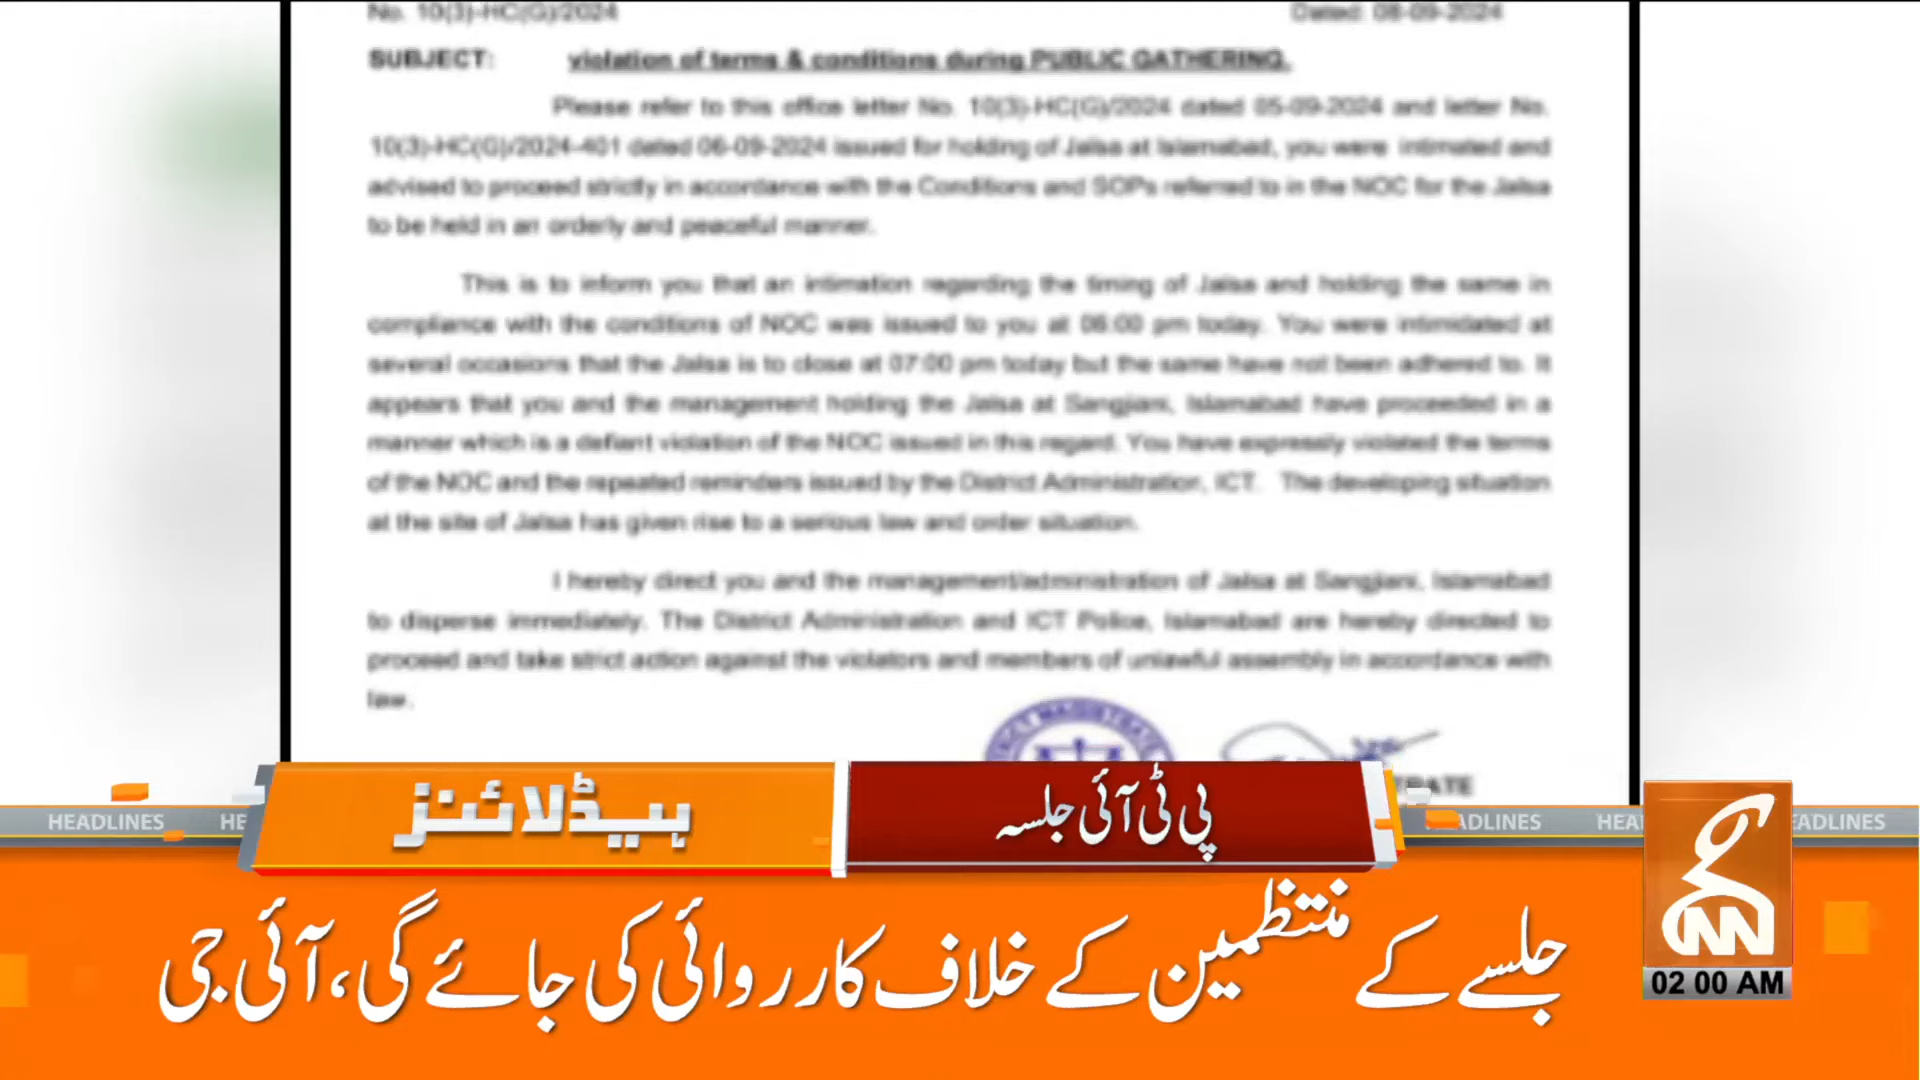 No. 10(3)-HC(G)/2024 Dated: 08-09-2024
SUBJECT: violation of terms & conditions during PUBLIC GATHERING.
Please refer to this office letter No. 10(3)-HC(G)/2024 dated 05-09-2024 and letter No.
10(3)-HC(G)/2024-401 dated 06-09-2024 issued for holding of Jalsa at Islamabad, you were intimated and
advised to proceed strictly in accordance with the Conditions and SOPs referred to in the NOC for the Jalsa
to be held in an orderly and peaceful manner.
This is to inform you that an intimation regarding the timing of Jalsa and holding the same in
compliance with the conditions of NOC was issued to you at 06:00 pm today. You were intimidated at
several occasions that the Jalsa is to close at 07:00 pm today but the same have not been adhered to. It
appears that you and the management holding the Jalsa at Sangjiani, Islamabad have proceeded in a
manner which is a defiant violation of the NOC issued in this regard. You have expressly violated the terms
of the NOC and the repeated reminders issued by the District Administration, ICT. The developing situation
at the site of Jalsa has given rise to a serious law and order situation.
I hereby direct you and the management/administration of Jalsa at Sangjiani, Islamabad
to disperse immediately. The District Administration and ICT Police, Islamabad are hereby directed to
proceed and take strict action against the violators and members of unlawful assembly in accordance with
law.
TRICT MAGISTRATE
RATE
HEADLINES HE ADLINES HEA EADLINES
ہیڈلائنز
پی ٹی آئی جلسہ
جلسے کے منتظمین کے خلاف کارروائی کی جائے گی، آئی جی
GNN
02 00 AM